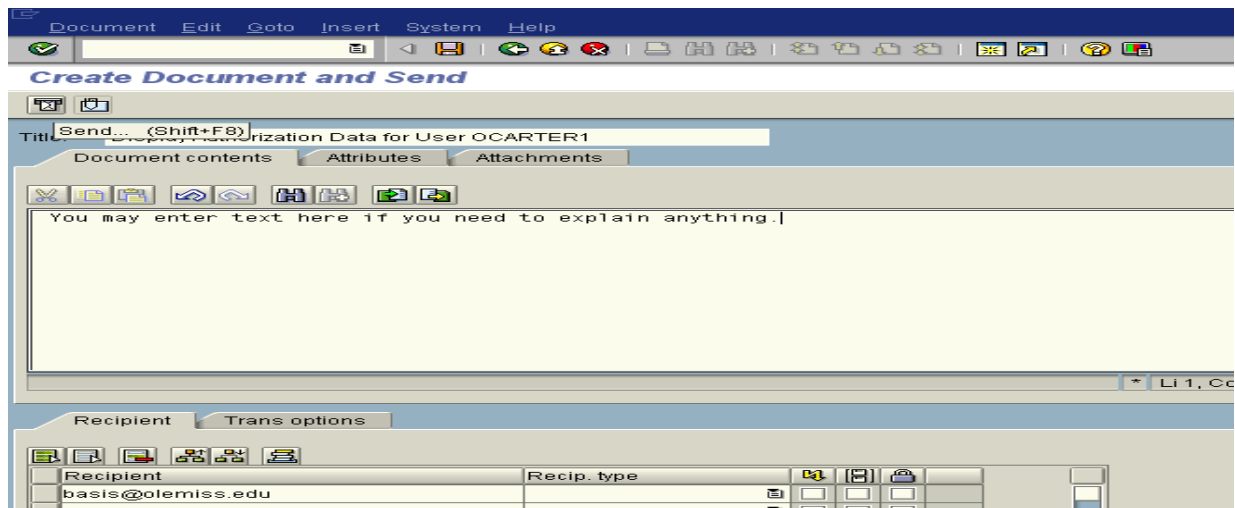 Document Edit Goto Insert System Help
Create Document and Send
Send... (Shift+F8)
rization Data for User OCARTER1
Document contents Attributes Attachments
You may enter text here if you need to explain anything.
* Li 1, Co
Recipient Trans options
Recipient Recip. type
basis@olemiss.edu